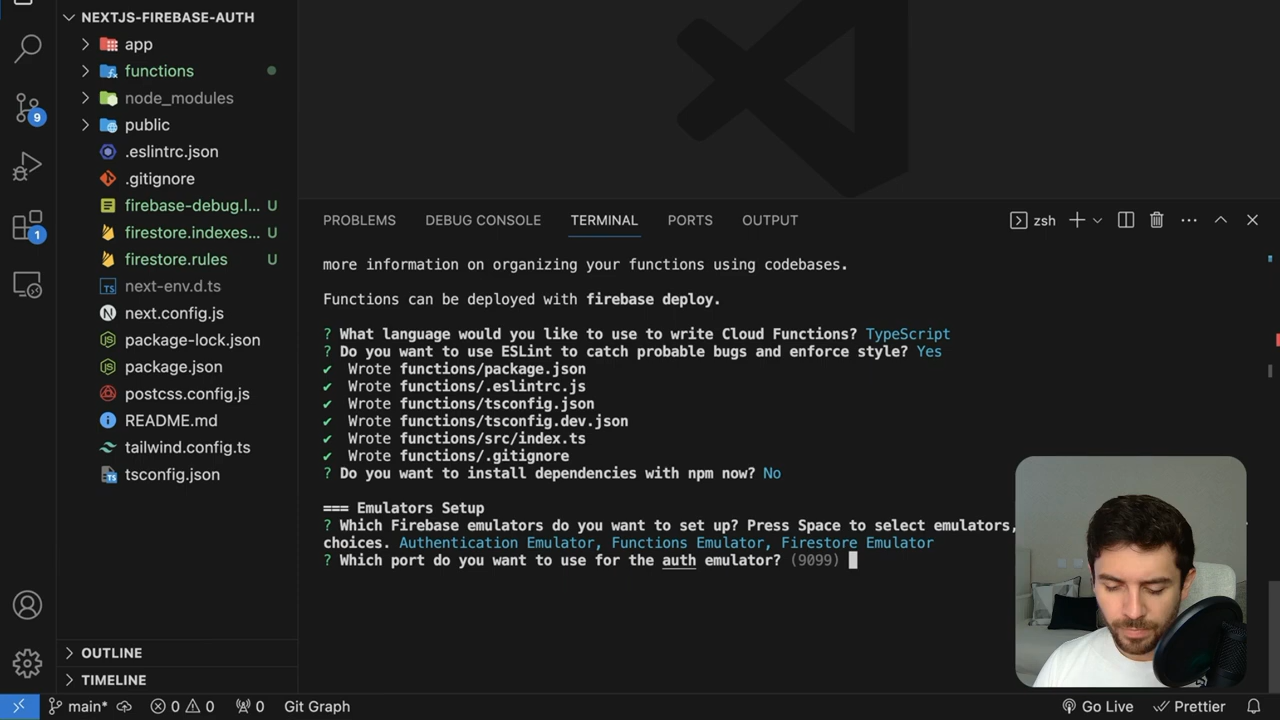 NEXTJS-FIREBASE-AUTH
app
functions
node_modules
public
.eslintrc.json
.gitignore
firebase-debug.l... U
firestore.indexes... U
firestore.rules U
next-env.d.ts
next.config.js
package-lock.json
package.json
postcss.config.js
README.md
tailwind.config.ts
tsconfig.json
OUTLINE
TIMELINE
9
1
PROBLEMS DEBUG CONSOLE TERMINAL PORTS OUTPUT zsh
more information on organizing your functions using codebases.
Functions can be deployed with firebase deploy.
? What language would you like to use to write Cloud Functions? TypeScript
? Do you want to use ESLint to catch probable bugs and enforce style? Yes
✔ Wrote functions/package.json
✔ Wrote functions/.eslintrc.js
✔ Wrote functions/tsconfig.json
✔ Wrote functions/tsconfig.dev.json
✔ Wrote functions/src/index.ts
✔ Wrote functions/.gitignore
? Do you want to install dependencies with npm now? No
=== Emulators Setup
? Which Firebase emulators do you want to set up? Press Space to select emulators,
choices. Authentication Emulator, Functions Emulator, Firestore Emulator
? Which port do you want to use for the auth emulator? (9099)
main* 0 0 0 Git Graph Go Live Prettier